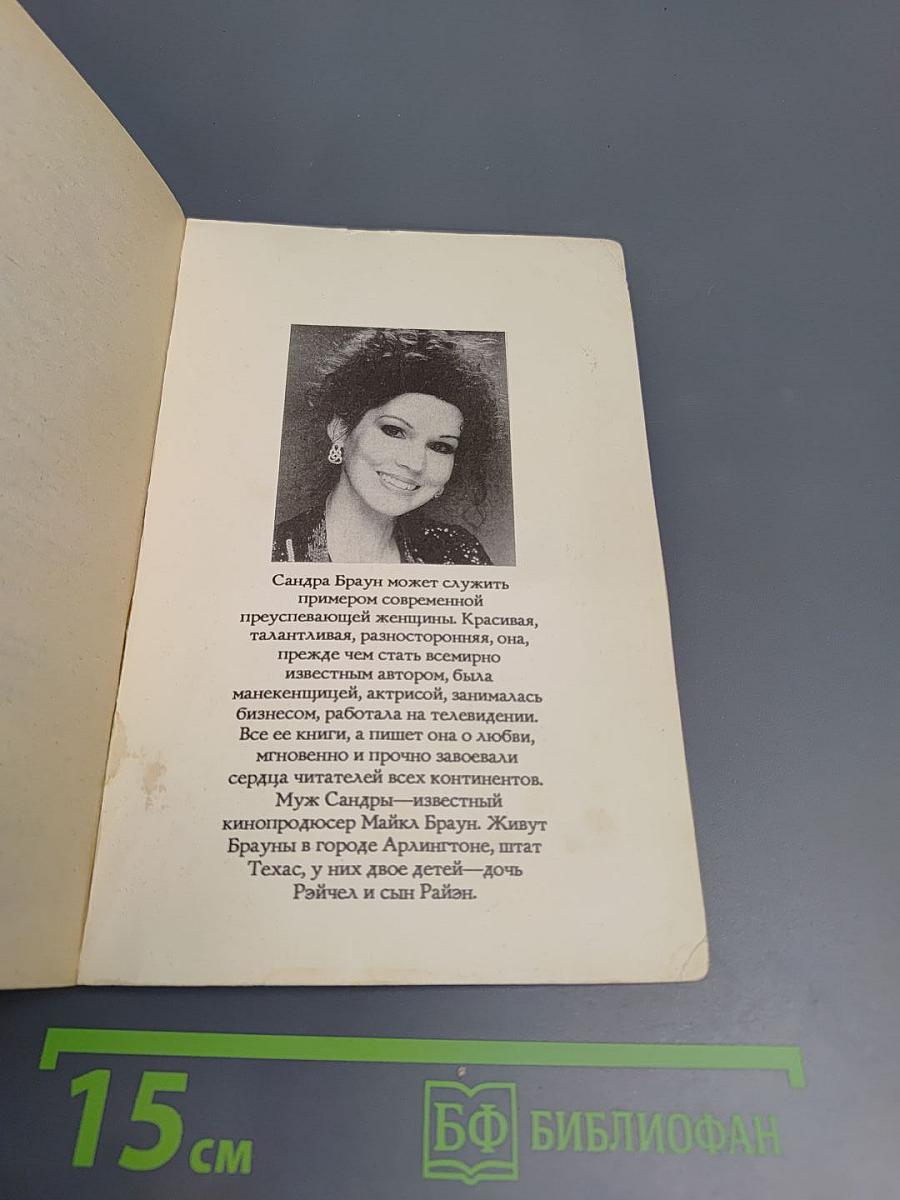 Сандра Браун может служить
примером современной
преуспевающей женщины. Красивая,
талантливая, разносторонняя, она,
прежде чем стать всемирно
известным автором, была
манекенщицей, актрисой, занималась
бизнесом, работала на телевидении.
Все ее книги, а пишет она о любви,
мгновенно и прочно завоевали
сердца читателей всех континентов.
Муж Сандры—известный
кинопродюсер Майкл Браун. Живут
Брауны в городе Арлингтоне, штат
Техас, у них двое детей—дочь
Рэйчел и сын Райэн.
15 см
БФ БИБЛИОФАН